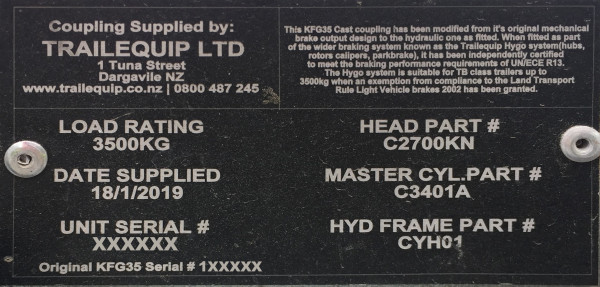 Coupling Supplied by:
TRAILEQUIP LTD
1 Tuna Street
Dargavile NZ
www.trailequip.co.nz | 0800 487 245
This KFG35 Cast coupling has been modified from it's original mechanical
brake output design to the hydraulic one as fitted. When fitted as part
of the wider braking system known as the Trailequip Hygo system(hubs,
rotors calipers, parkbrake), it has been independently certified
to meet the braking performance requirements of UN/ECE R13.
The Hygo system is suitable for TB class trailers up to
3500kg when an exemption from compliance to the Land Transport
Rule Light Vehicle brakes 2002 has been granted.
LOAD RATING
3500KG
DATE SUPPLIED
18/1/2019
UNIT SERIAL #
XXXXXX
Original KFG35 Serial # 1XXXXX
HEAD PART #
C2700KN
MASTER CYL.PART #
C3401A
HYD FRAME PART #
CYH01